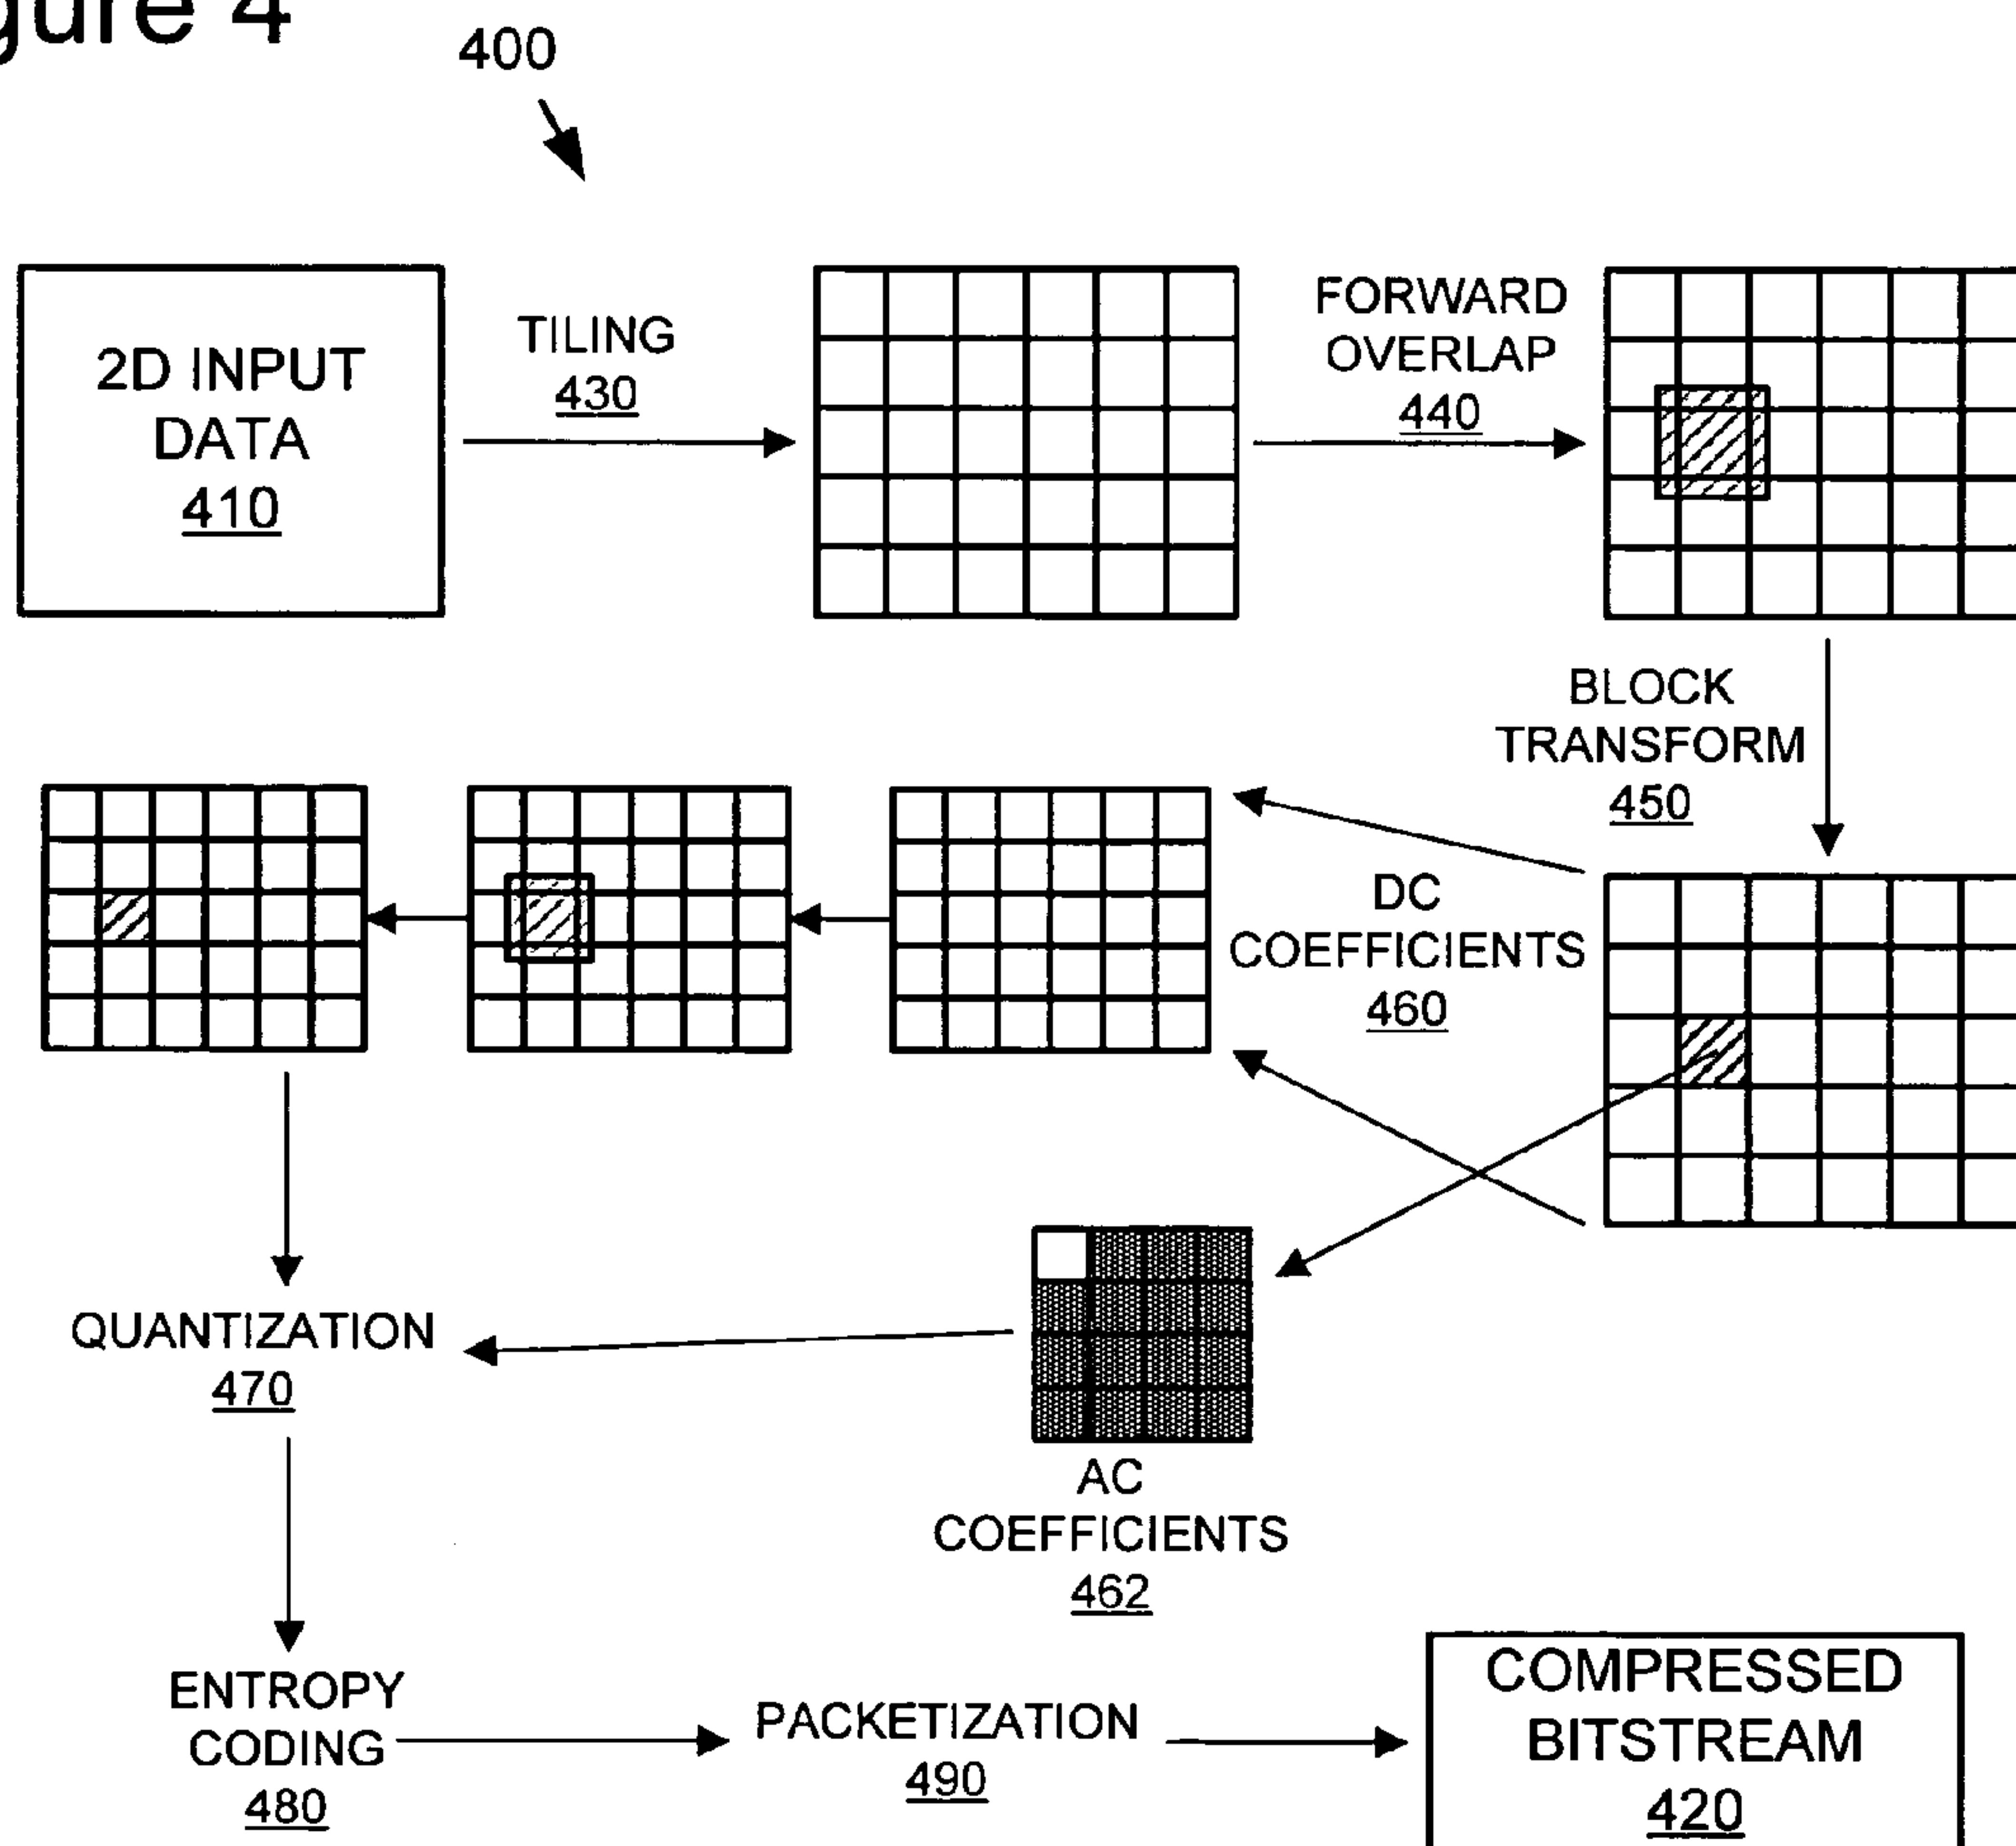 gure 4
400
2D INPUT
DATA
410
TILING
430
FORWARD
OVERLAP
440
BLOCK
TRANSFORM
450
DC
COEFFICIENTS
460
QUANTIZATION
470
AC
COEFFICIENTS
462
ENTROPY
CODING
480
PACKETIZATION
490
COMPRESSED
BITSTREAM
420